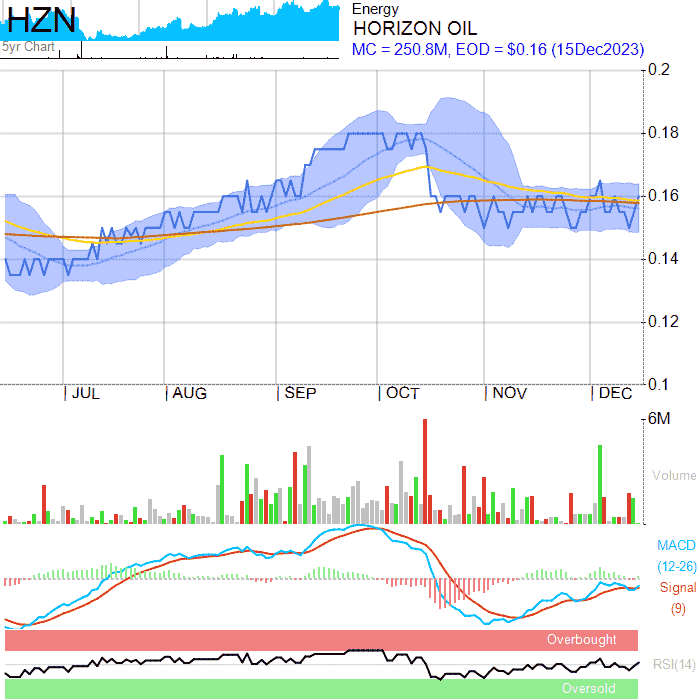 HZN
5yr Chart
Energy
HORIZON OIL
MC = 250.8M, EOD = $0.16 (15Dec2023)
0.2
0.18
0.16
0.14
0.12
0.1
JUL AUG SEP OCT NOV DEC
6M
Volume
MACD
(12-26)
Signal
(9)
Overbought
RSI(14)
Oversold